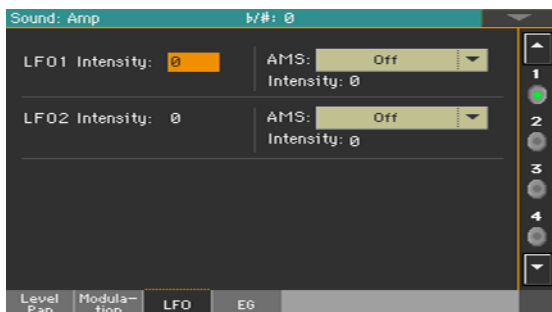 Sound: Amp ♭/#: 0
LFO1 Intensity: 0
AMS: Off
Intensity: 0
LFO2 Intensity: 0
AMS: Off
Intensity: 0
1
2
3
4
Level Pan
Modula-tion
LFO
EG